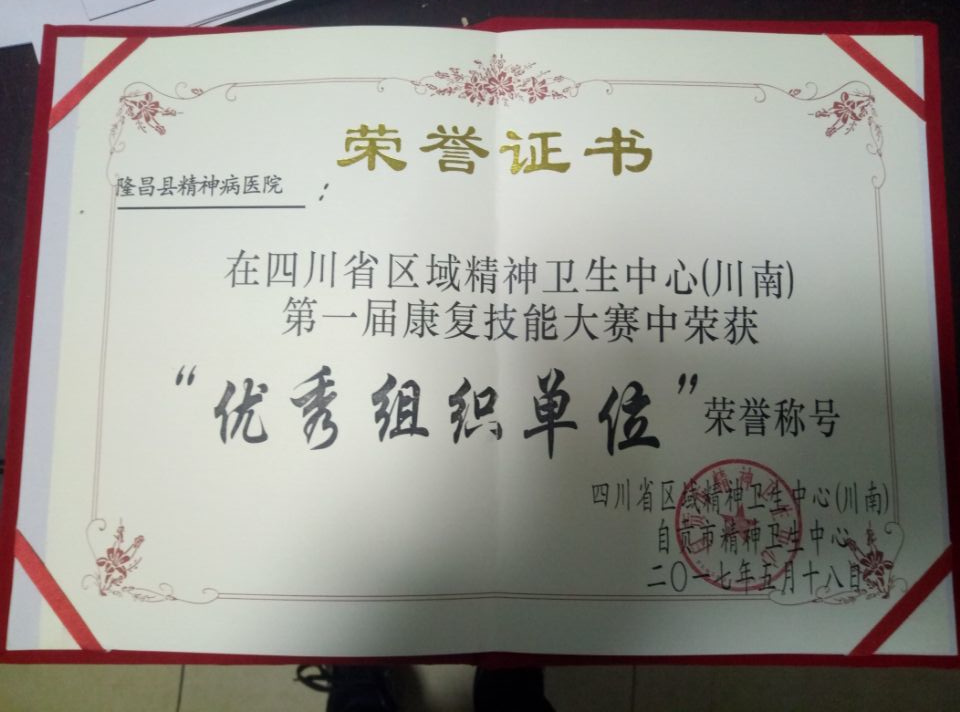 荣誉证书
隆昌县精神病医院:
在四川省区域精神卫生中心(川南)
第一届康复技能大赛中荣获
“优秀组织单位”荣誉称号
四川省区域精神卫生中心(川南)
自贡市精神卫生中心
二〇一七年五月十八日